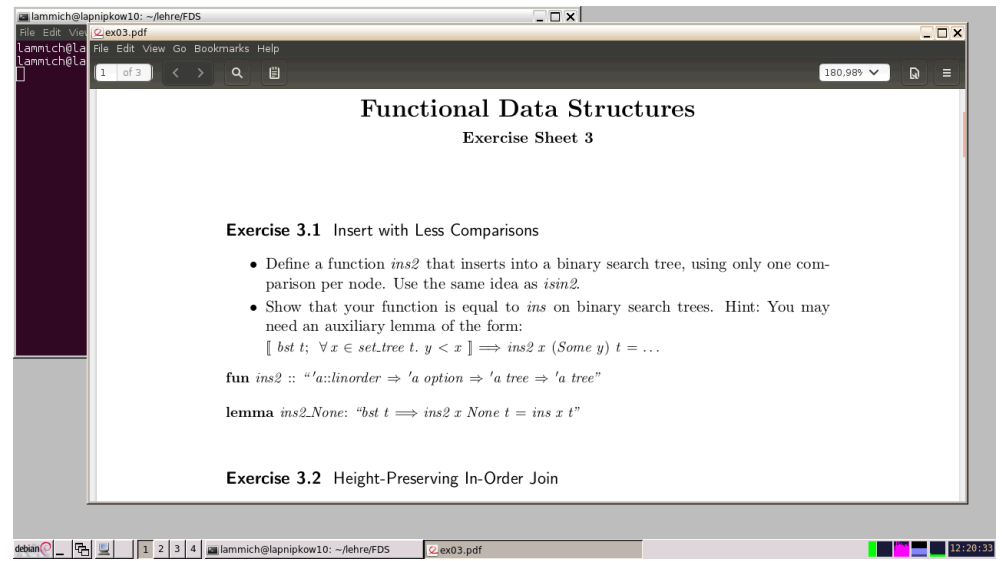 lammich@lapnipkow10: ~/lehre/FDS
File Edit Vie
lammich@la
lammich@la
ex03.pdf
File Edit View Go Bookmarks Help
1 of 3
180,98%
Functional Data Structures
Exercise Sheet 3
Exercise 3.1 Insert with Less Comparisons
• Define a function ins2 that inserts into a binary search tree, using only one com-
parison per node. Use the same idea as isin2.
• Show that your function is equal to ins on binary search trees. Hint: You may
need an auxiliary lemma of the form:
⟦ bst t; ∀ x ∈ set_tree t. y < x ⟧ ⟹ ins2 x (Some y) t = ...
fun ins2 :: “'a::linorder ⇒ 'a option ⇒ 'a tree ⇒ 'a tree”
lemma ins2_None: “bst t ⟹ ins2 x None t = ins x t”
Exercise 3.2 Height-Preserving In-Order Join
debian 1 2 3 4 lammich@lapnipkow10: ~/lehre/FDS ex03.pdf 12:20:33